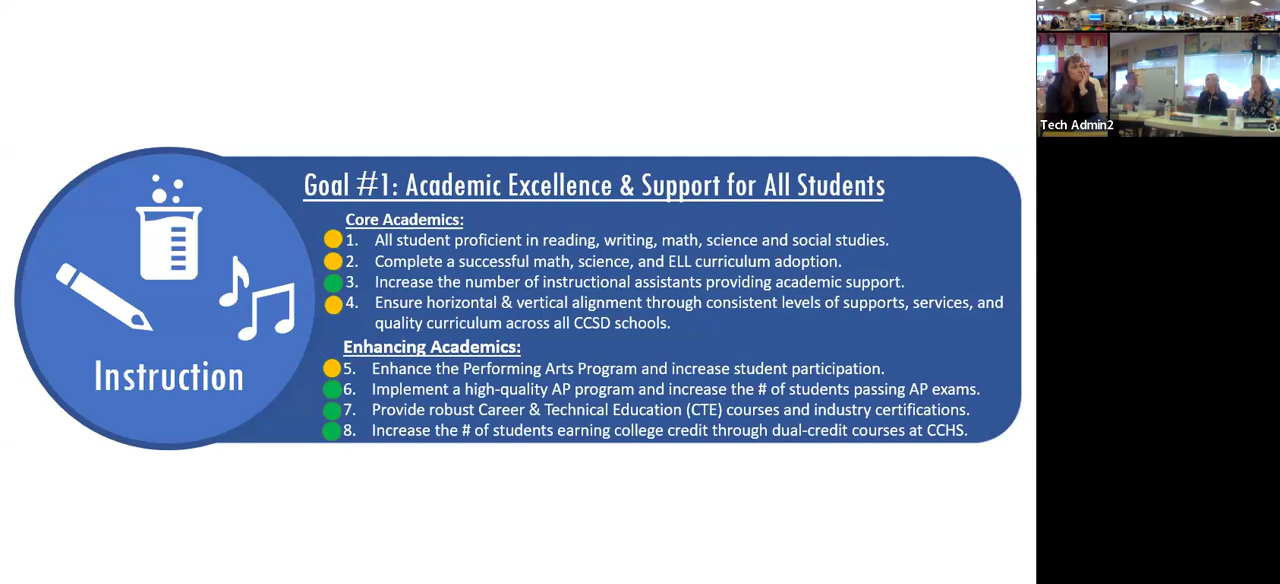 Goal #1: Academic Excellence & Support for All Students
Core Academics:
1. All student proficient in reading, writing, math, science and social studies.
2. Complete a successful math, science, and ELL curriculum adoption.
3. Increase the number of instructional assistants providing academic support.
4. Ensure horizontal & vertical alignment through consistent levels of supports, services, and
quality curriculum across all CCSD schools.
Enhancing Academics:
5. Enhance the Performing Arts Program and increase student participation.
6. Implement a high-quality AP program and increase the # of students passing AP exams.
7. Provide robust Career & Technical Education (CTE) courses and industry certifications.
8. Increase the # of students earning college credit through dual-credit courses at CCHS.
Instruction
Tech Admin2